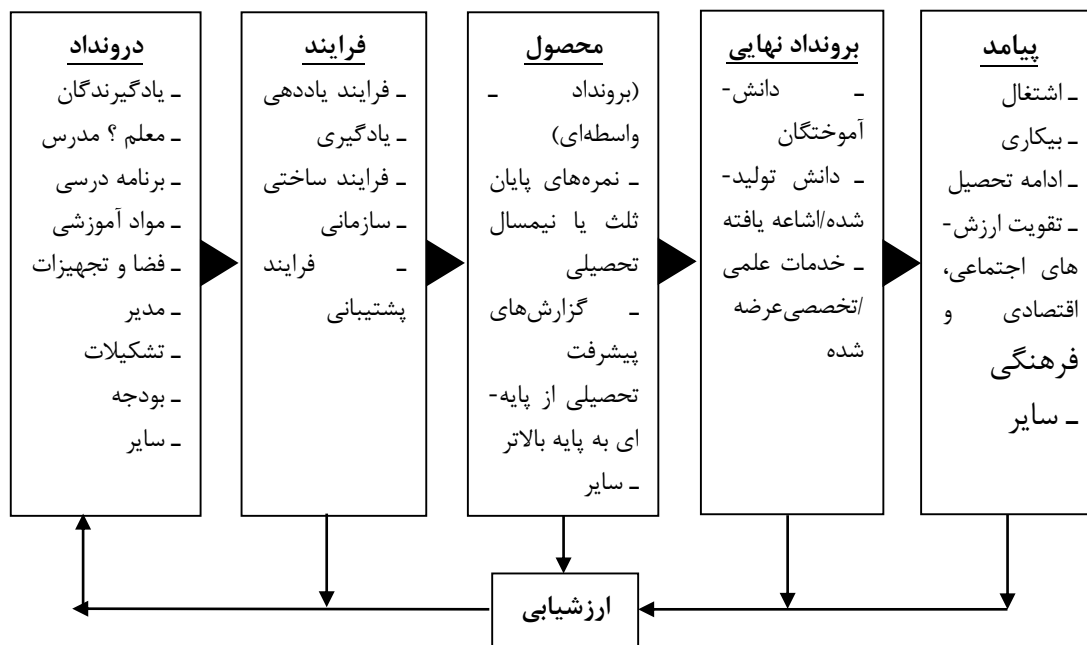 درونداد
ـ یادگیرندگان
ـ معلم ؟ مدرس
ـ برنامه درسی
ـ مواد آموزشی
ـ فضا و تجهیزات
ـ مدیر
ـ تشکیلات
ـ بودجه
ـ سایر
فرایند
ـ فرایند یاددهی
ـ یادگیری
ـ فرایند ساختی
ـ سازمانی
ـ فرایند
پشتیبانی
محصول
(برونداد ـ
واسطه‌ای)
ـ نمره‌های پایان
ثلث یا نیمسال
تحصیلی
ـ گزارش‌های
پیشرفت
تحصیلی از پایه-
ای به پایه بالاتر
ـ سایر
برونداد نهایی
ـ دانش-
آموختگان
ـ دانش تولید-
شده/اشاعه یافته
ـ خدمات علمی
/تخصصی‌عرضه
شده
پیامد
ـ اشتغال
ـ بیکاری
ـ ادامه تحصیل
ـ تقویت ارزش-
های اجتماعی،
اقتصادی و
فرهنگی
ـ سایر
ارزشیابی